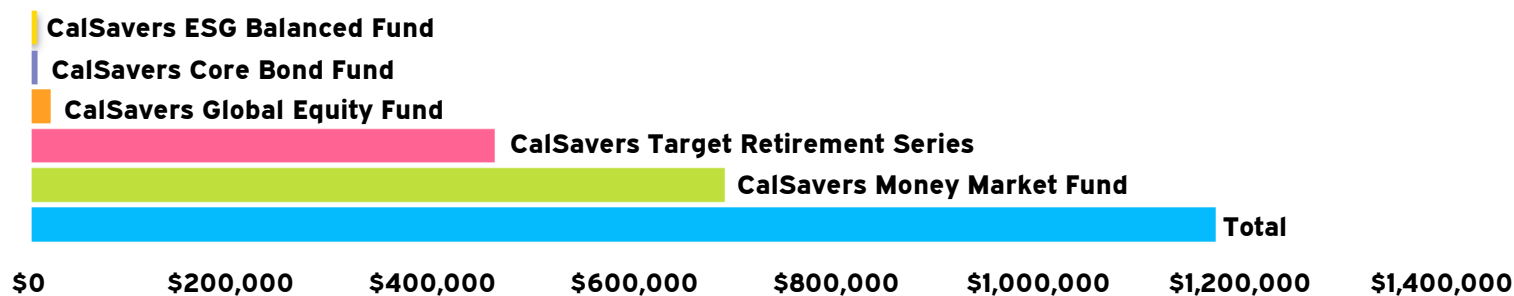 CalSavers ESG Balanced Fund
CalSavers Core Bond Fund
CalSavers Global Equity Fund
CalSavers Target Retirement Series
CalSavers Money Market Fund
Total
$0 $200,000 $400,000 $600,000 $800,000 $1,000,000 $1,200,000 $1,400,000